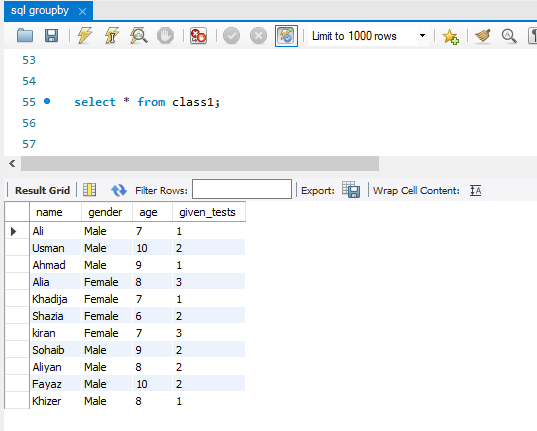 sql groupby
Limit to 1000 rows
53
54
55 select * from class1;
56
57
Result Grid Filter Rows: Export: Wrap Cell Content: IA
name gender age given_tests
Ali Male 7 1
Usman Male 10 2
Ahmad Male 9 1
Alia Female 8 3
Khadija Female 7 1
Shazia Female 6 2
kiran Female 7 3
Sohaib Male 9 2
Aliyan Male 8 2
Fayaz Male 10 2
Khizer Male 8 1